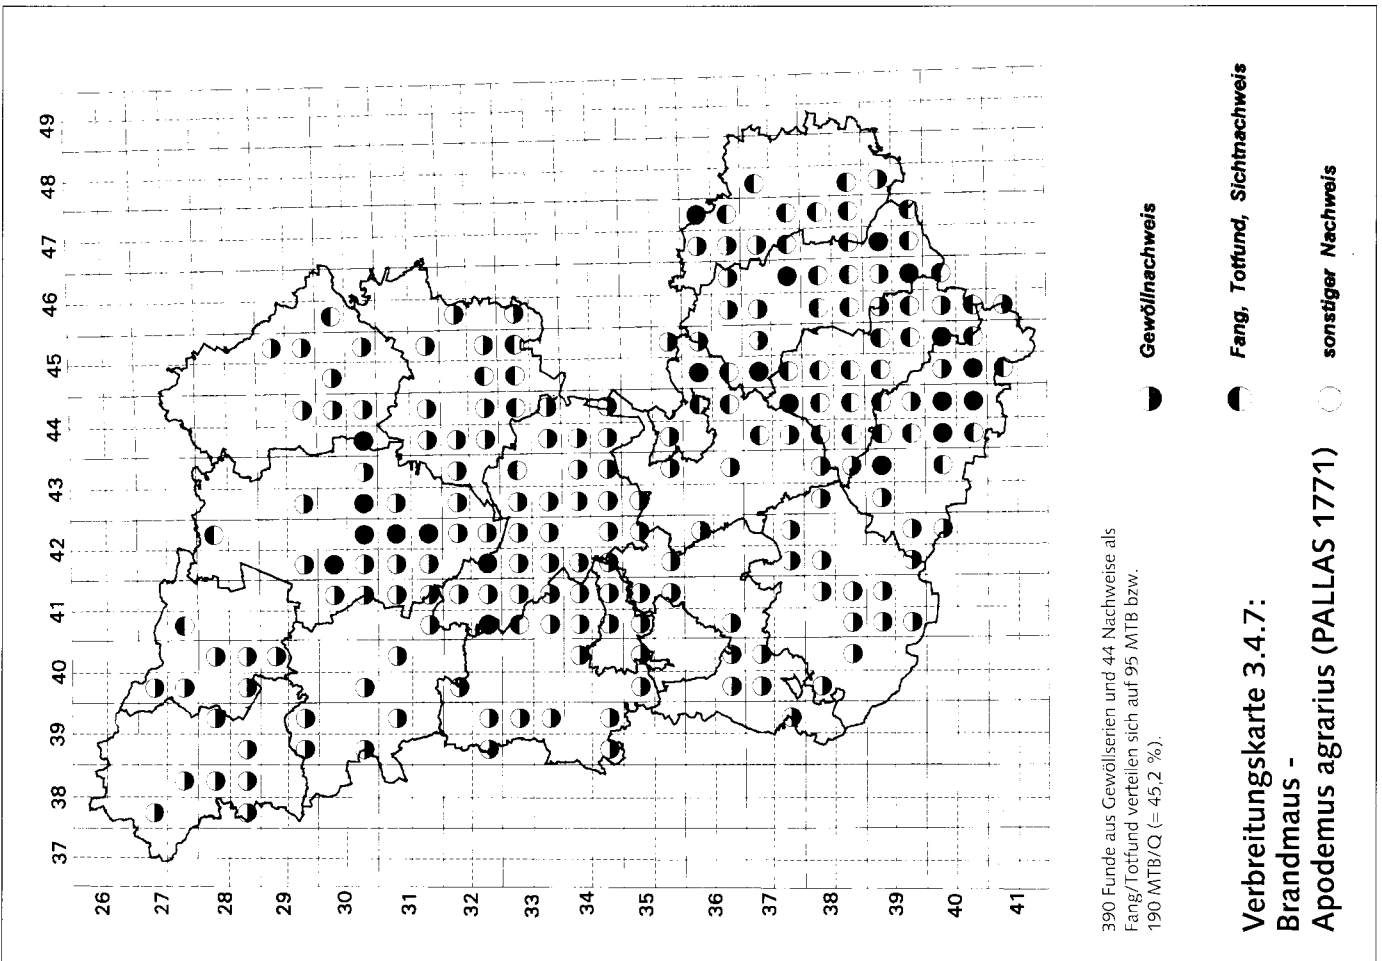 Verbreitungskarte 3.4.7:
Brandmaus -
Apodemus agrarius (PALLAS 1771)
390 Funde aus Gewöllserien und 44 Nachweise als
Fang/Totfund verteilen sich auf 95 MTB bzw.
190 MTB/Q (= 45,2 %).
Gewöllnachweis
Fang, Totfund, Sichtnachweis
sonstiger Nachweis
37 38 39 40 41 42 43 44 45 46 47 48 49
26
27
28
29
30
31
32
33
34
35
36
37
38
39
40
41